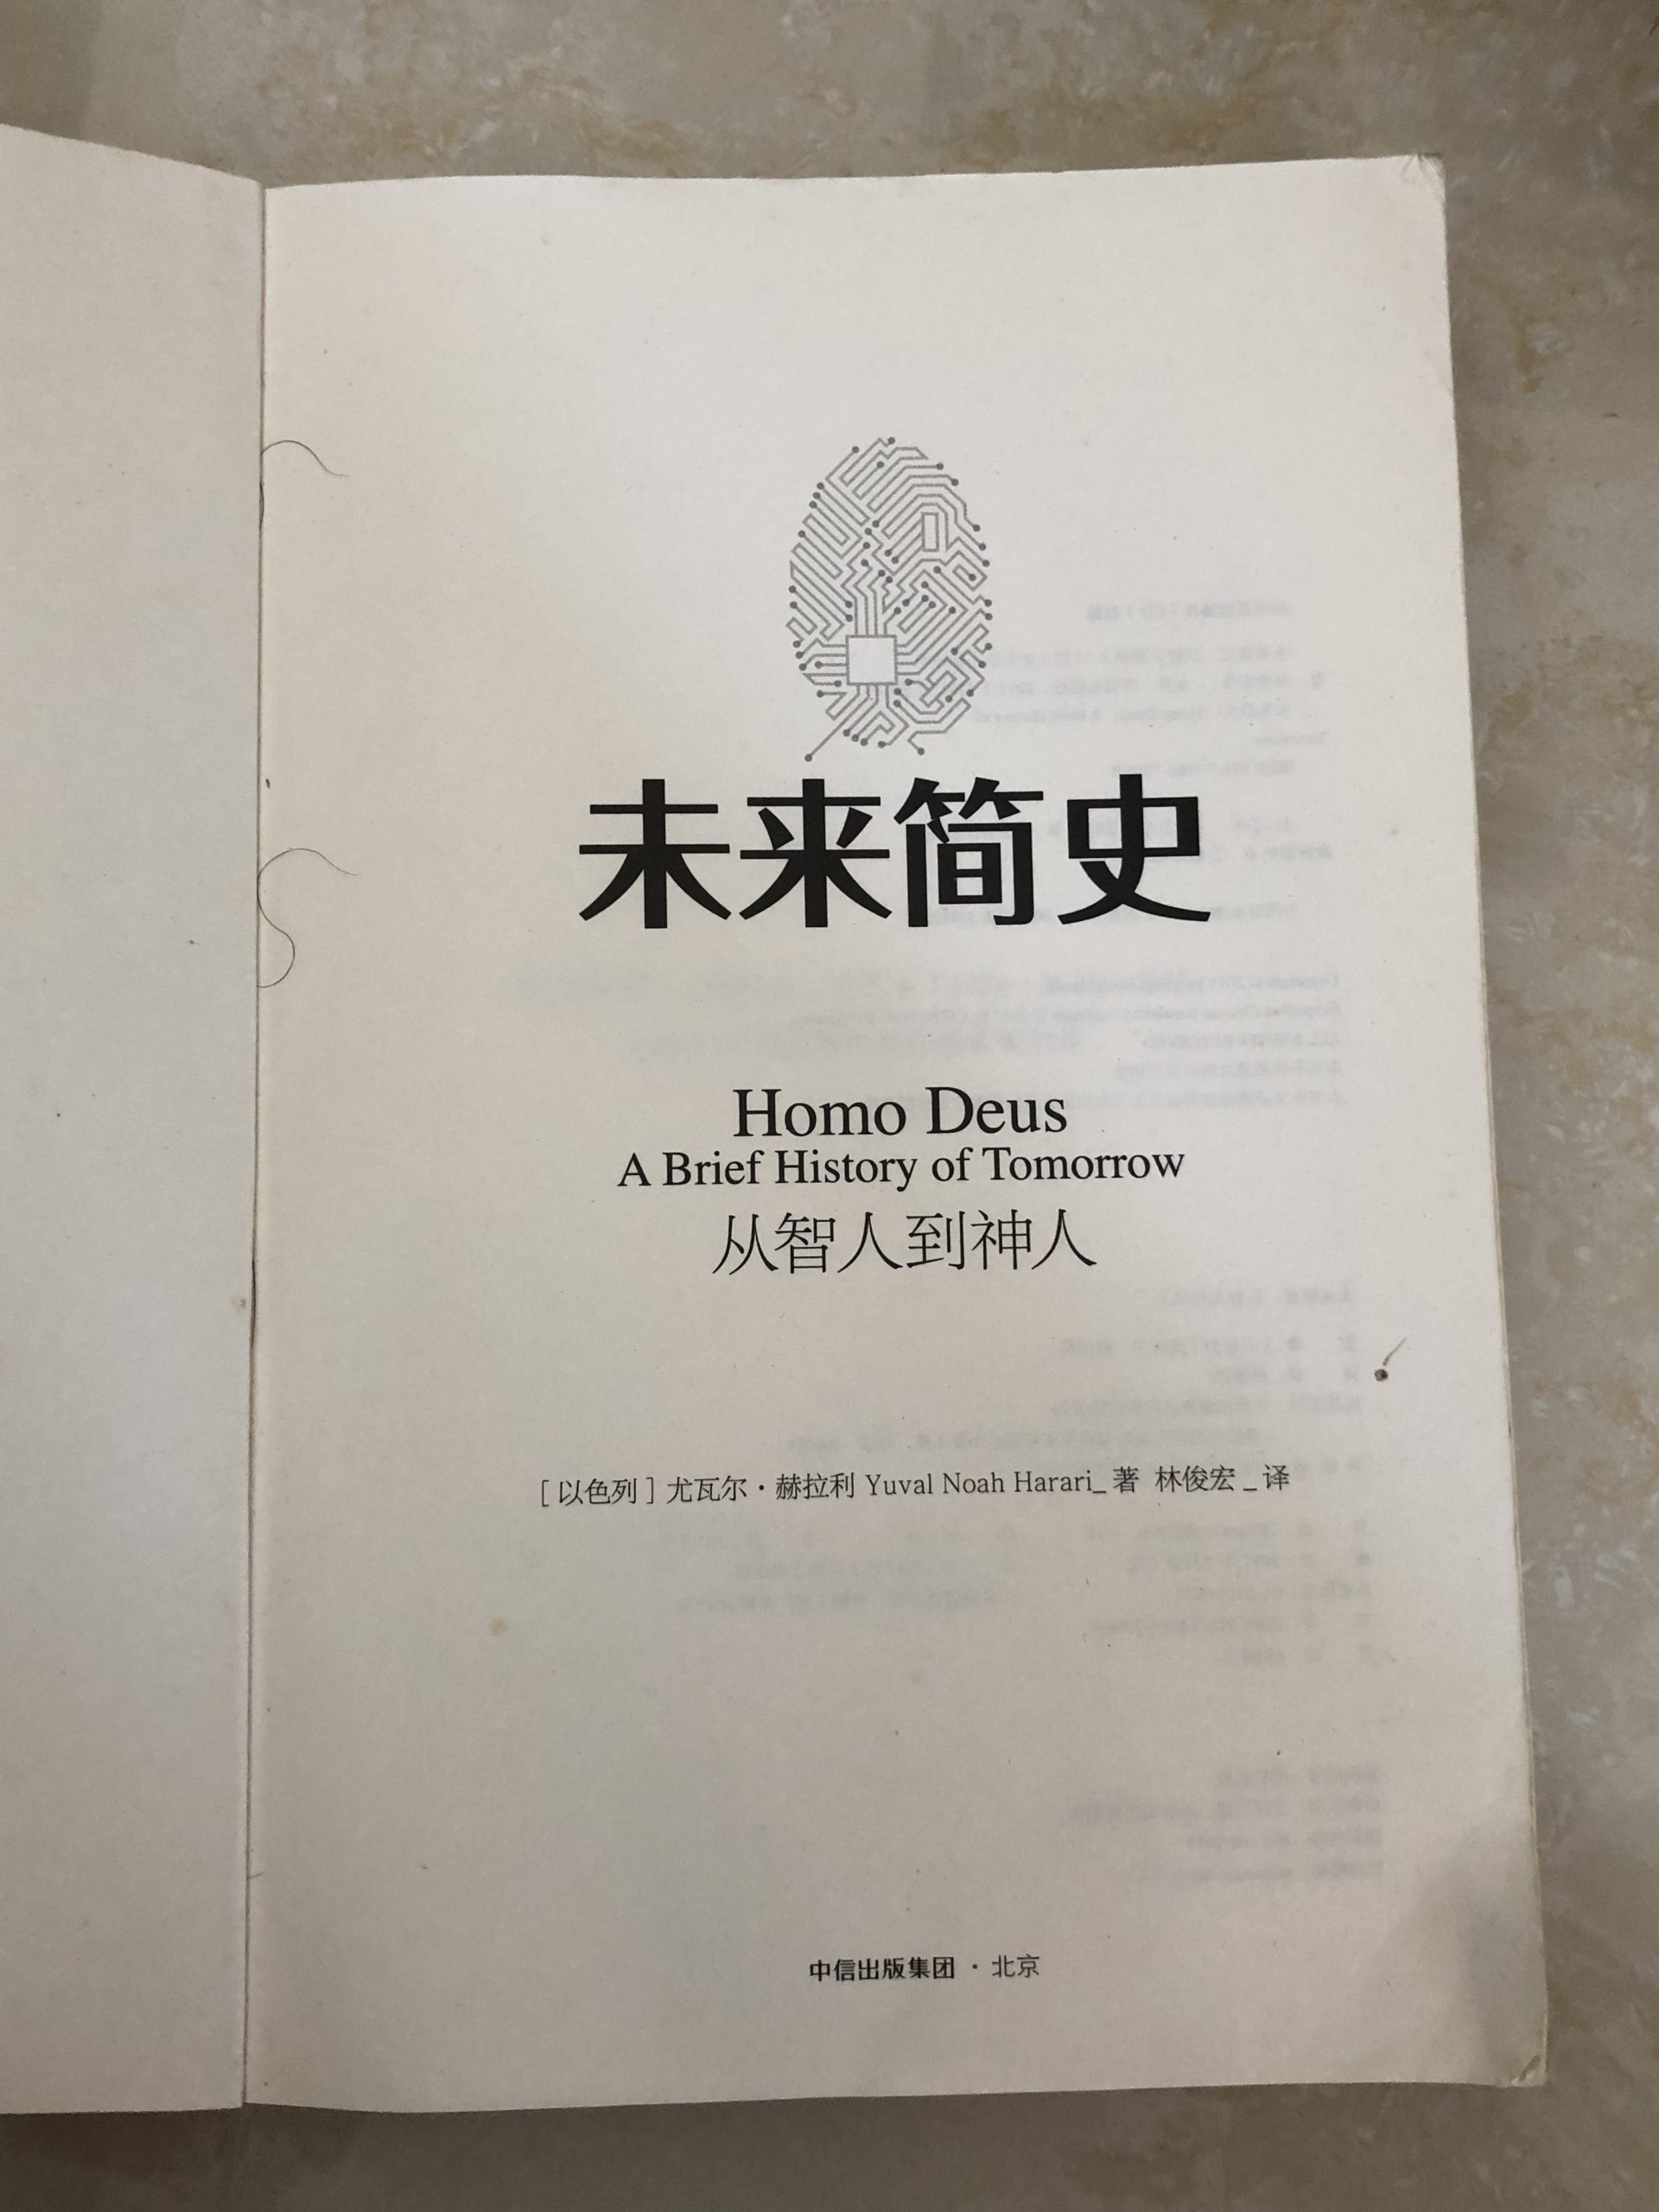 未来简史
Homo Deus
A Brief History of Tomorrow
从智人到神人
[以色列] 尤瓦尔·赫拉利 Yuval Noah Harari_著 林俊宏_译
中信出版集团·北京